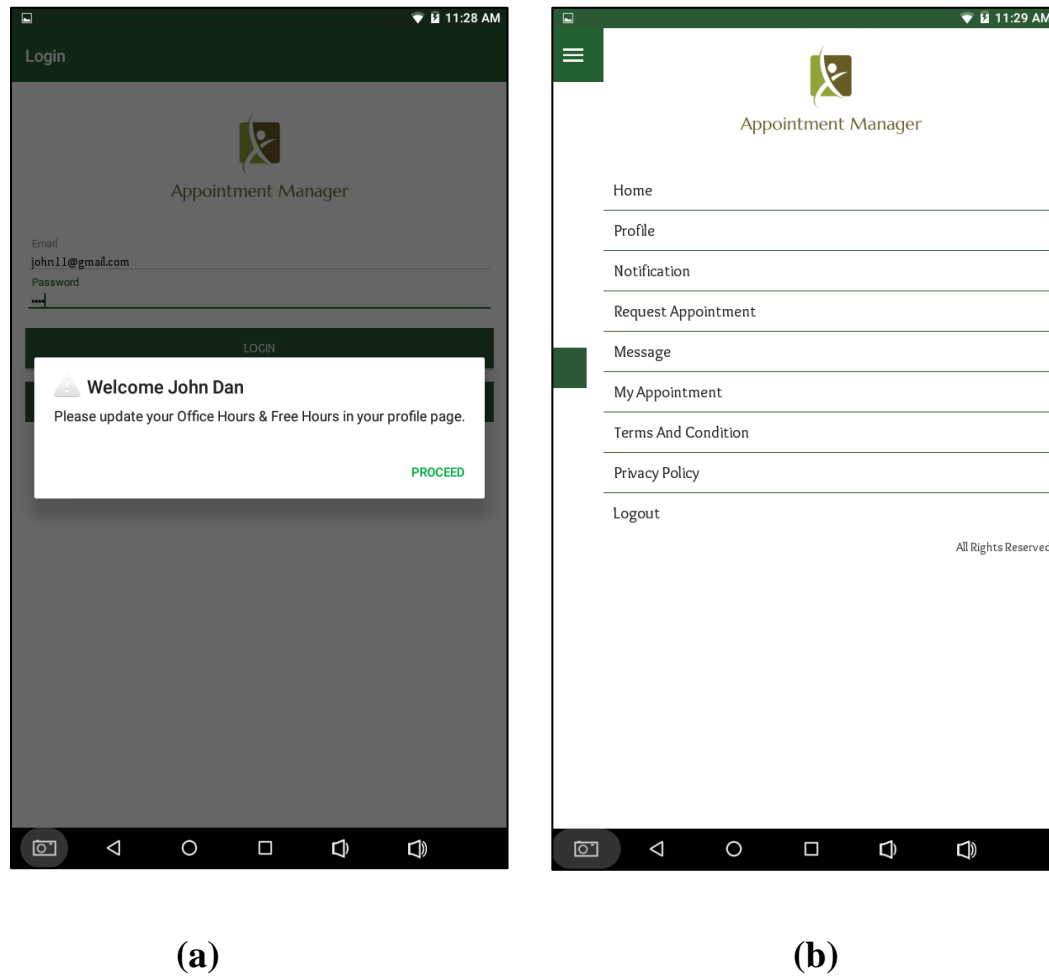 11:28 AM
Login
Appointment Manager
Email
john11@gmail.com
Password
LOGIN
Welcome John Dan
Please update your Office Hours & Free Hours in your profile page.
PROCEED
(a)
11:29 AM
Appointment Manager
Home
Profile
Notification
Request Appointment
Message
My Appointment
Terms And Condition
Privacy Policy
Logout
All Rights Reserved
(b)